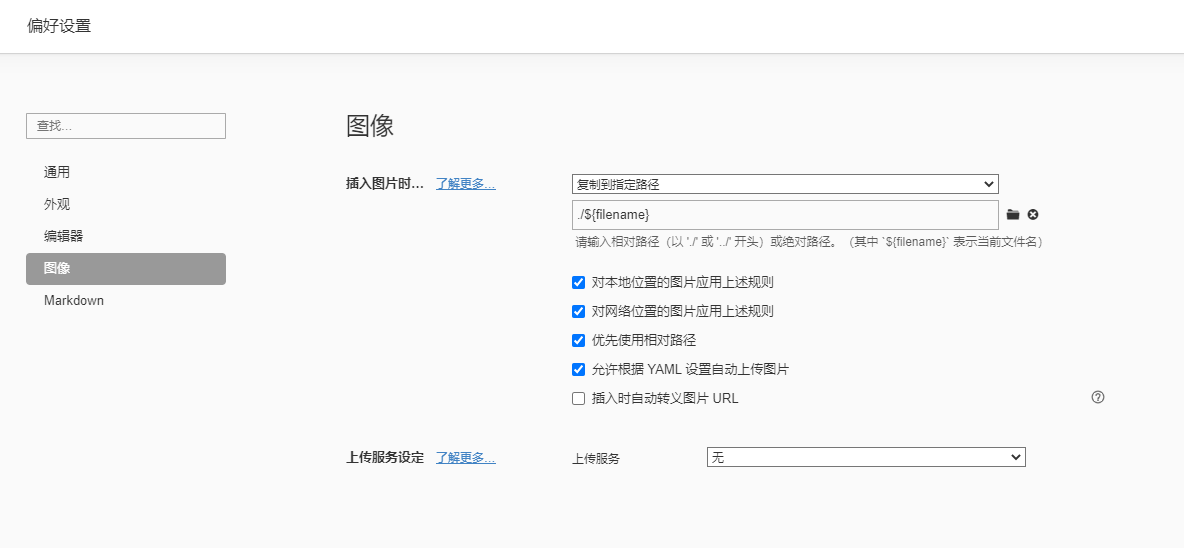 偏好设置
查找...
通用
外观
编辑器
图像
Markdown
图像
插入图片时... 了解更多... 复制到指定路径
./${filename}
请输入相对路径（以 './' 或 '../' 开头）或绝对路径。（其中 `${filename}` 表示当前文件名）
对本地位置的图片应用上述规则
对网络位置的图片应用上述规则
优先使用相对路径
允许根据 YAML 设置自动上传图片
插入时自动转义图片 URL
上传服务设定 了解更多... 上传服务 无